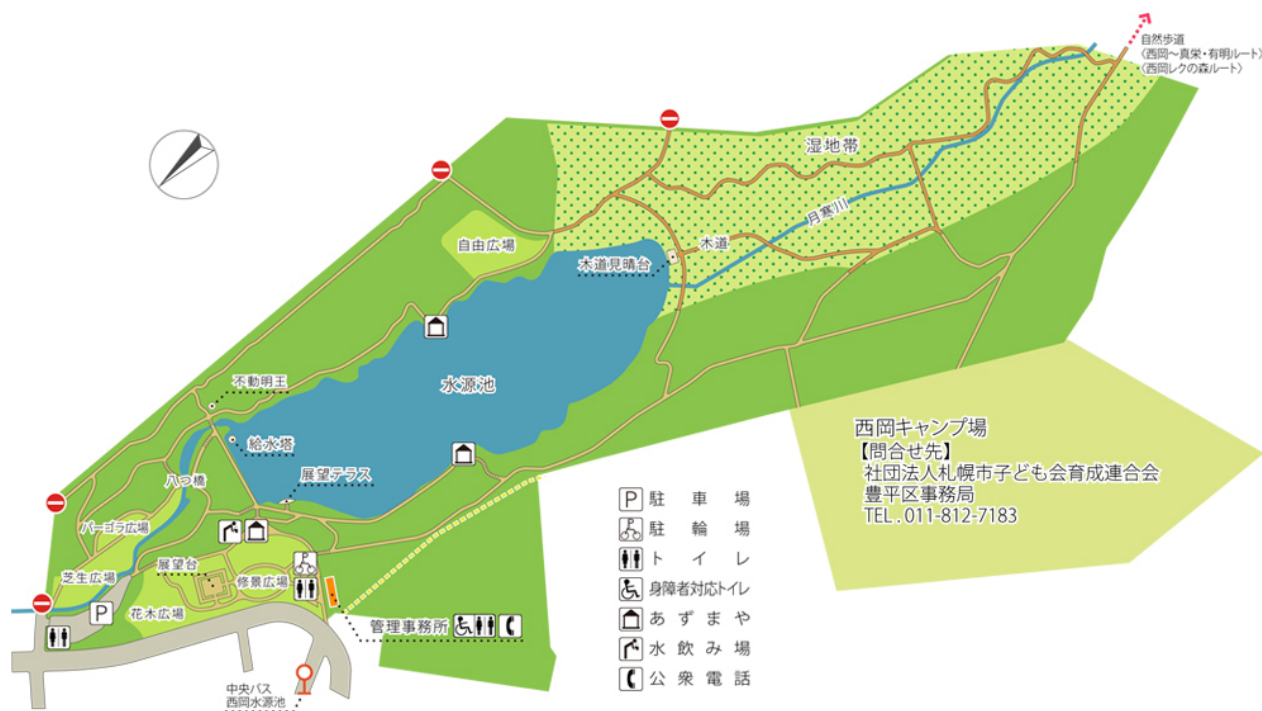 自然歩道
〈西岡～真栄・有明ルート〉
〈西岡レクの森ルート〉
湿地帯
月寒川
木道
自由広場
木道見晴台
水源池
不動明王
給水塔
展望テラス
八つ橋
パーゴラ広場
展望台
芝生広場
修景広場
P
花木広場
管理事務所
中央バス
西岡水源池
西岡キャンプ場
【問合せ先】
社団法人札幌市子ども会育成連合会
豊平区事務局
TEL.011-812-7183
P 駐車場
駐輪場
トイレ
身障者対応トイレ
あずまや
水飲み場
公衆電話